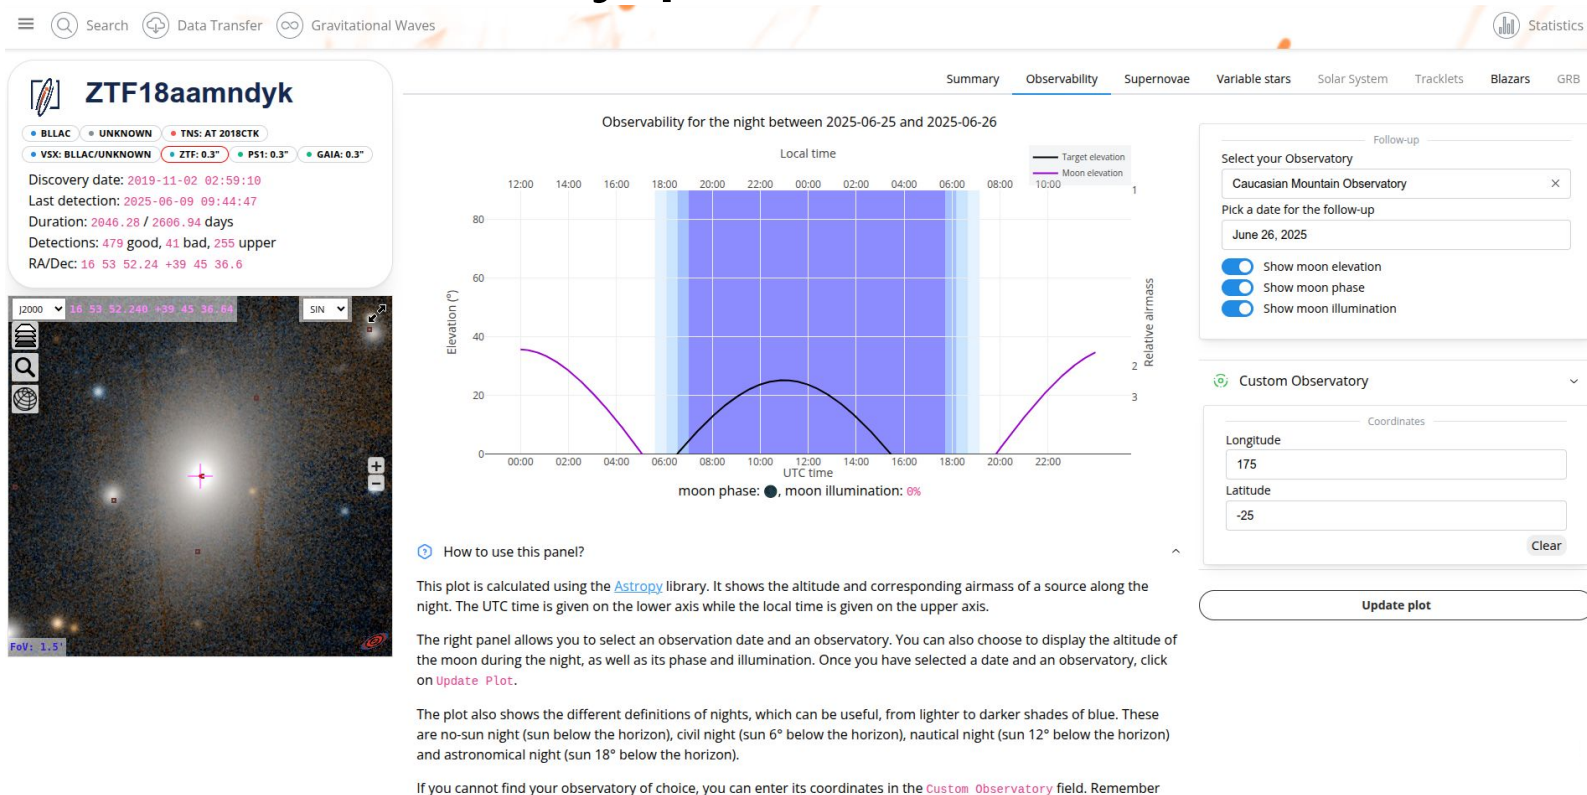 Search Data Transfer Gravitational Waves Statistics
ZTF18aamndyk
BLLAC UNKNOWN TNS: AT 2018CTK
VSX: BLLAC/UNKNOWN ZTF: 0.3" PS1: 0.3" GAIA: 0.3"
Discovery date: 2019-11-02 02:59:10
Last detection: 2025-06-09 09:44:47
Duration: 2046.28 / 2606.94 days
Detections: 479 good, 41 bad, 255 upper
RA/Dec: 16 53 52.24 +39 45 36.6
J2000 16 53 52.240 +39 45 36.64 SIN
FoV: 1.5'
Summary Observability Supernovae Variable stars Solar System Tracklets Blazars GRB
Observability for the night between 2025-06-25 and 2025-06-26
Local time
Target elevation
Moon elevation
12:00 14:00 16:00 18:00 20:00 22:00 00:00 02:00 04:00 06:00 08:00 10:00
80
60
40
20
0
Elevation (°)
1
2
3
Relative airmass
00:00 02:00 04:00 06:00 08:00 10:00 12:00 14:00 16:00 18:00 20:00 22:00
UTC time
moon phase: , moon illumination: 0%
How to use this panel?
This plot is calculated using the Astropy library. It shows the altitude and corresponding airmass of a source along the
night. The UTC time is given on the lower axis while the local time is given on the upper axis.
The right panel allows you to select an observation date and an observatory. You can also choose to display the altitude of
the moon during the night, as well as its phase and illumination. Once you have selected a date and an observatory, click
on Update Plot.
The plot also shows the different definitions of nights, which can be useful, from lighter to darker shades of blue. These
are no-sun night (sun below the horizon), civil night (sun 6° below the horizon), nautical night (sun 12° below the horizon)
and astronomical night (sun 18° below the horizon).
If you cannot find your observatory of choice, you can enter its coordinates in the Custom Observatory field. Remember
Follow-up
Select your Observatory
Caucasian Mountain Observatory
Pick a date for the follow-up
June 26, 2025
Show moon elevation
Show moon phase
Show moon illumination
Custom Observatory
Coordinates
Longitude
175
Latitude
-25
Clear
Update plot